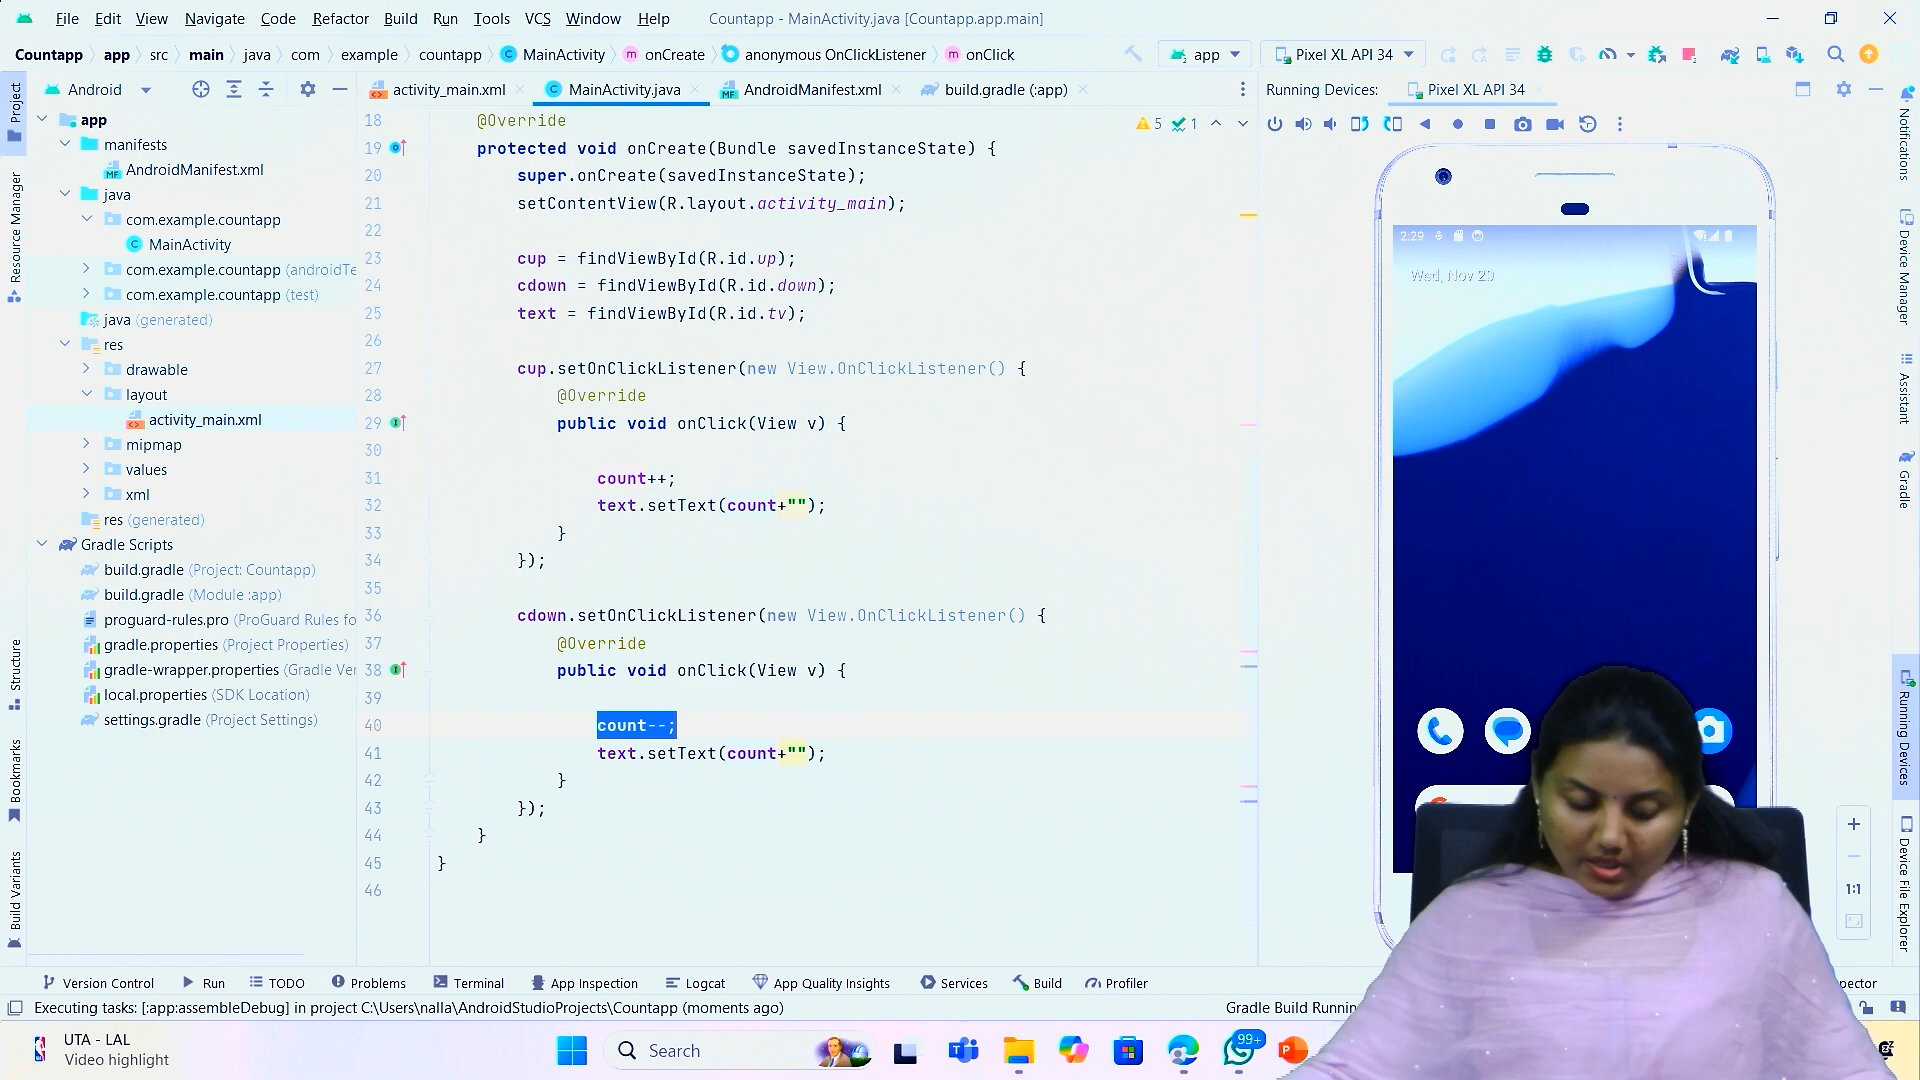 File Edit View Navigate Code Refactor Build Run Tools VCS Window Help Countapp - MainActivity.java [Countapp.app.main]
Countapp app src main java com example countapp MainActivity onCreate anonymous OnClickListener onClick app Pixel XL API 34
Android
activity_main.xml MainActivity.java AndroidManifest.xml build.gradle (:app)
Running Devices: Pixel XL API 34
Project
Resource Manager
Structure
Bookmarks
Build Variants
app
manifests
AndroidManifest.xml
java
com.example.countapp
MainActivity
com.example.countapp (androidTe
com.example.countapp (test)
java (generated)
res
drawable
layout
activity_main.xml
mipmap
values
xml
res (generated)
Gradle Scripts
build.gradle (Project: Countapp)
build.gradle (Module :app)
proguard-rules.pro (ProGuard Rules fo
gradle.properties (Project Properties)
gradle-wrapper.properties (Gradle Ver
local.properties (SDK Location)
settings.gradle (Project Settings)
5 1
18 @Override
19 protected void onCreate(Bundle savedInstanceState) {
20 super.onCreate(savedInstanceState);
21 setContentView(R.layout.activity_main);
22
23 cup = findViewById(R.id.up);
24 cdown = findViewById(R.id.down);
25 text = findViewById(R.id.tv);
26
27 cup.setOnClickListener(new View.OnClickListener() {
28 @Override
29 public void onClick(View v) {
30
31 count++;
32 text.setText(count+"");
33 }
34 });
35
36 cdown.setOnClickListener(new View.OnClickListener() {
37 @Override
38 public void onClick(View v) {
39
40 count--;
41 text.setText(count+"");
42 }
43 });
44 }
45 }
46
2:29
Wed, Nov 20
1:1
Notifications
Device Manager
Assistant
Gradle
Running Devices
Device File Explorer
Version Control Run TODO Problems Terminal App Inspection Logcat App Quality Insights Services Build Profiler pector
Executing tasks: [:app:assembleDebug] in project C:\Users\nalla\AndroidStudioProjects\Countapp (moments ago) Gradle Build Runnin
UTA - LAL
Video highlight
Search
99+